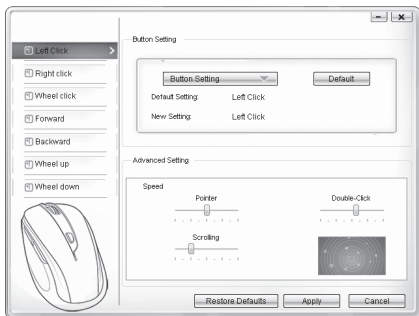 Left Click
Right click
Wheel click
Forward
Backward
Wheel up
Wheel down
Button Setting
Button Setting
Default
Default Setting: Left Click
New Setting: Left Click
Advanced Setting
Speed
Pointer
Double-Click
Scrolling
Restore Defaults
Apply
Cancel